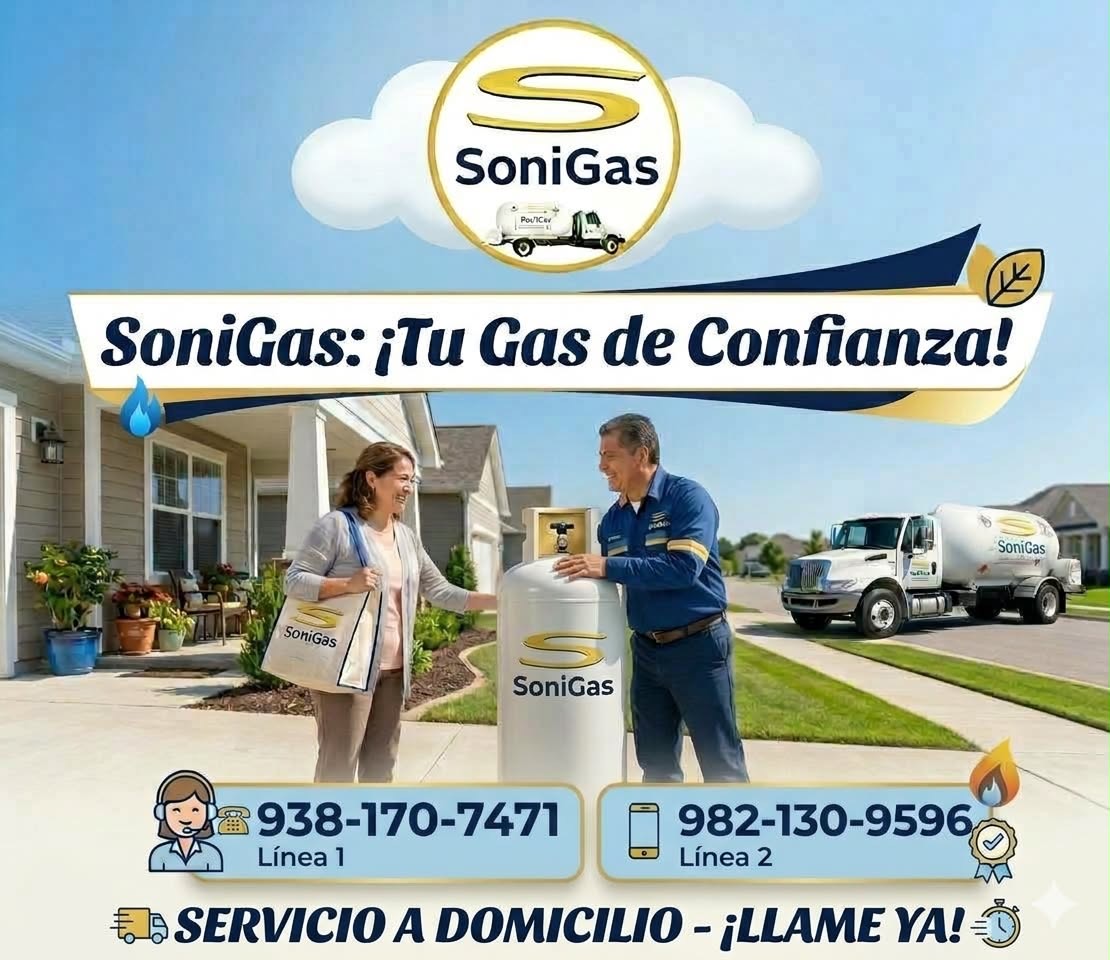 SoniGas
SoniGas: ¡Tu Gas de Confianza!
SoniGas
SoniGas
SoniGas
938-170-7471
Línea 1
982-130-9596
Línea 2
SERVICIO A DOMICILIO - ¡LLAME YA!